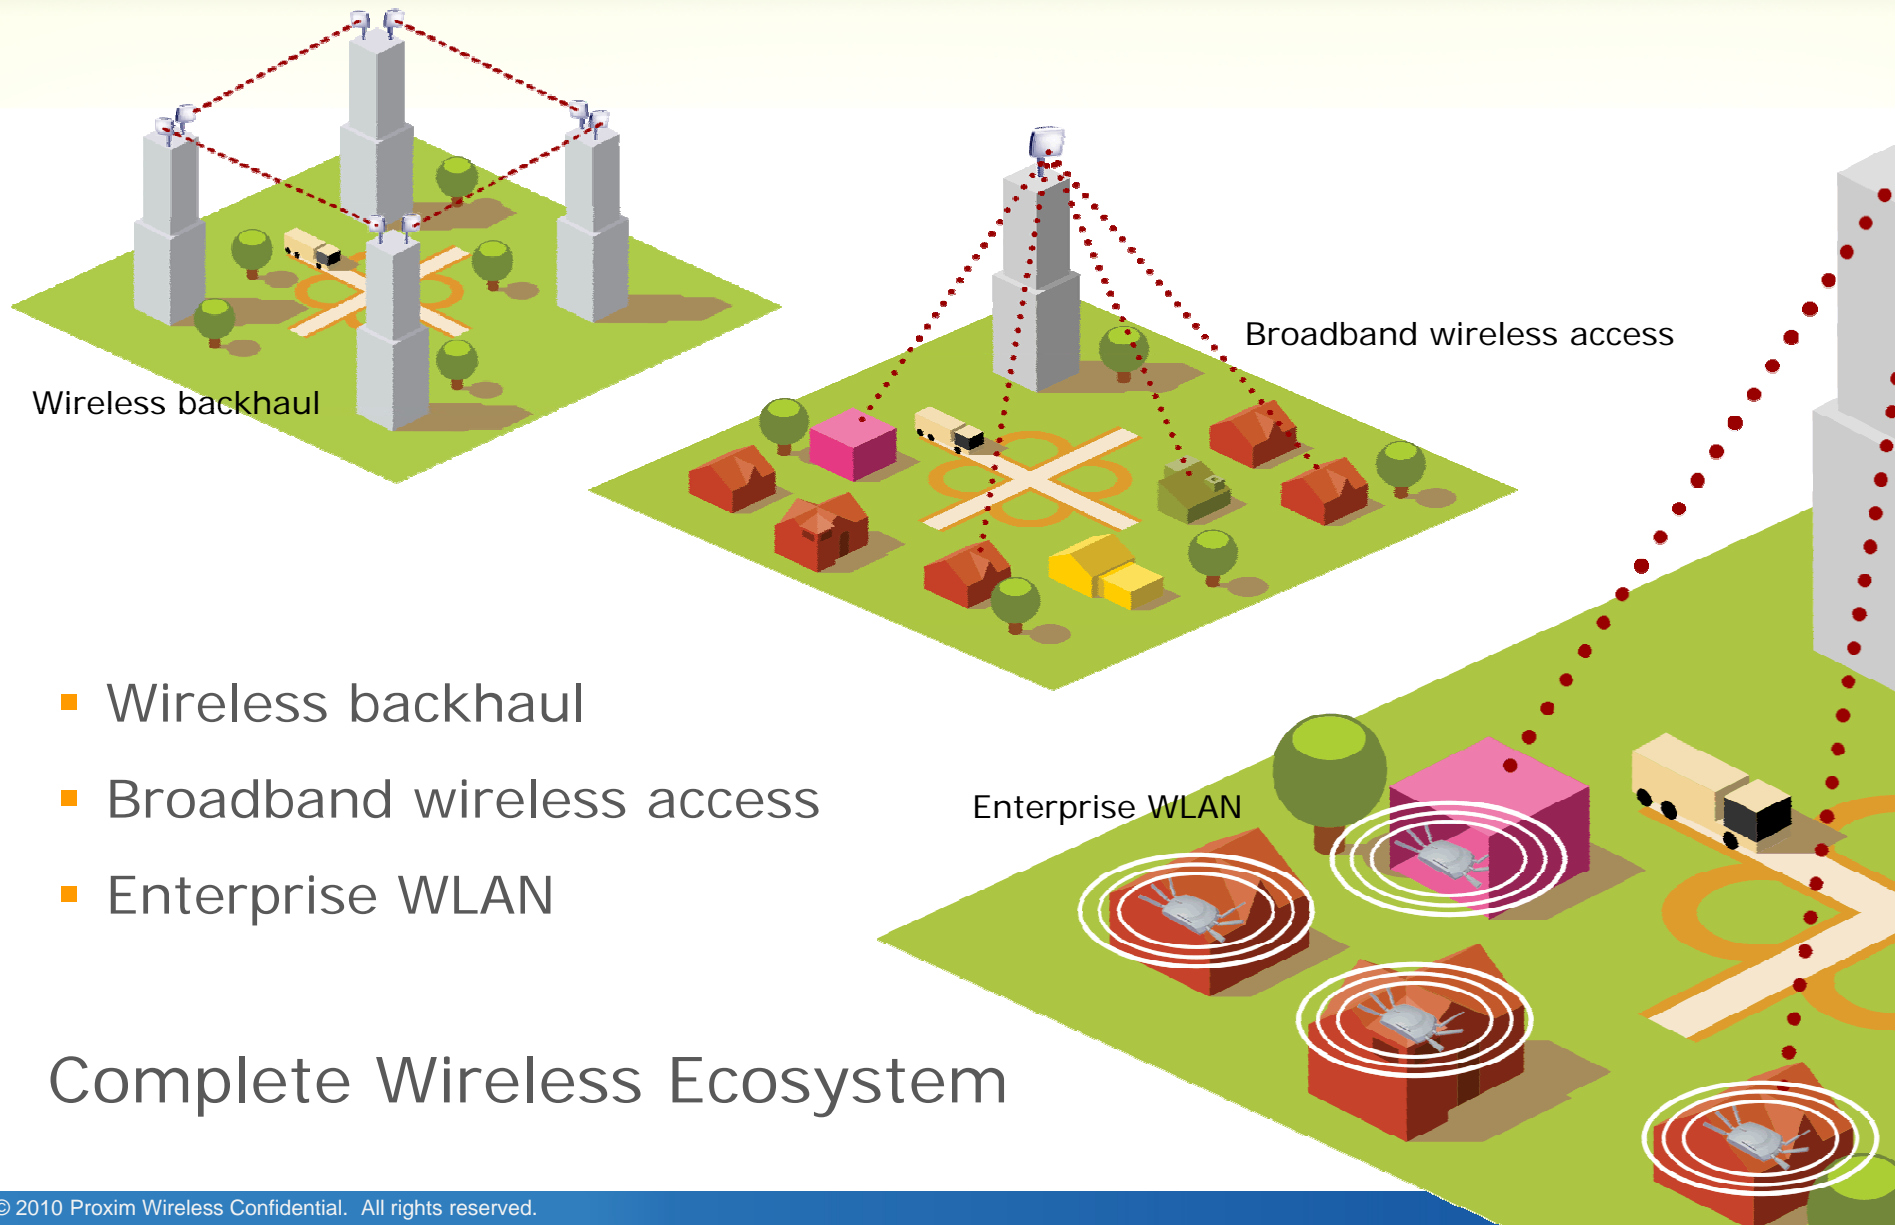 Wireless backhaul
Broadband wireless access
Wireless backhaul
Broadband wireless access
Enterprise WLAN
Enterprise WLAN
Complete Wireless Ecosystem
© 2010 Proxim Wireless Confidential.  All rights reserved.